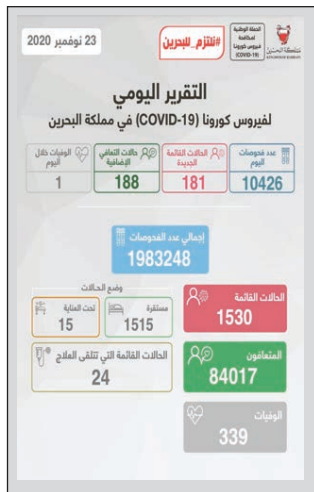 23 نوفمبر 2020
#نلتزم_للبحرين
الحملة الوطنية
لمكافحة
فيروس كورونا
(COVID-19)
مملكة البحرين
KINGDOM OF BAHRAIN
التقرير اليومي
لفيروس كورونا (COVID-19) في مملكة البحرين
عدد فحوصات
اليوم
10426
الحالات القائمة
الجديدة
181
حالات التعافي
الإضافية
188
الوفيات خلال
اليوم
1
إجمالي عدد الفحوصات
1983248
الحالات القائمة
1530
وضع الحالات
مستقرة
1515
تحت العناية
15
الحالات القائمة التي تتلقى العلاج
24
المتعافون
84017
الوفيات
339